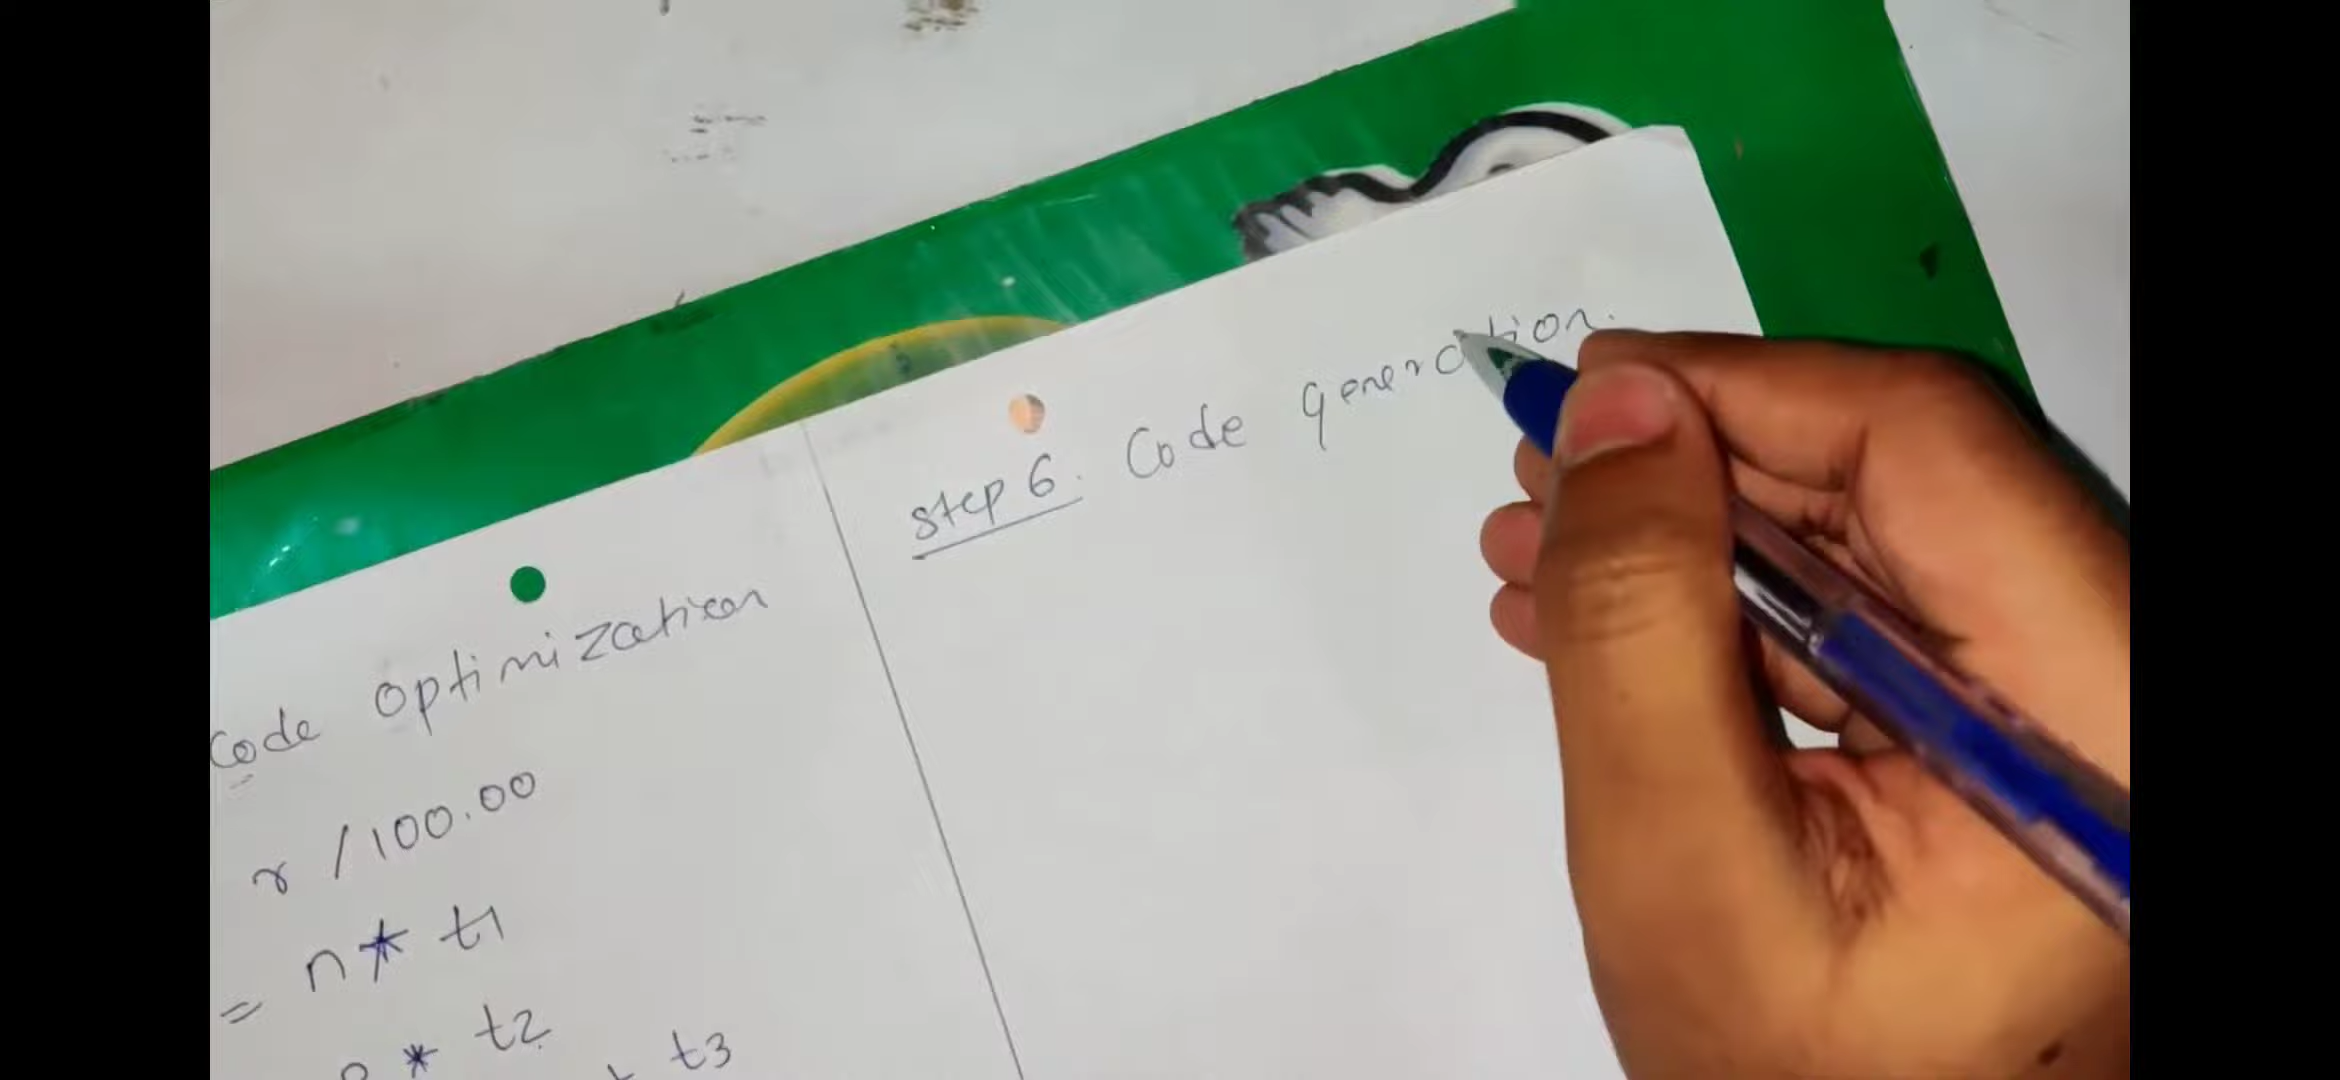 Code Optimization
r / 100.00
= n * t1
* t2
t3
Step 6. Code Generation.